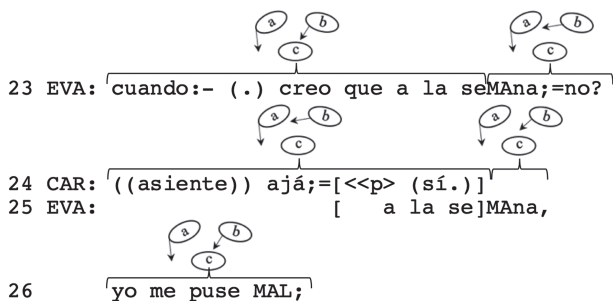 a b
c
a b
c
23 EVA: cuando:- (.) creo que a la seMAna;=no?
a b
c
a b
c
24 CAR: ((asiente)) ajá;=[<<p> (sí.)]
25 EVA: [ a la se]MAna,
a b
c
26 yo me puse MAL;